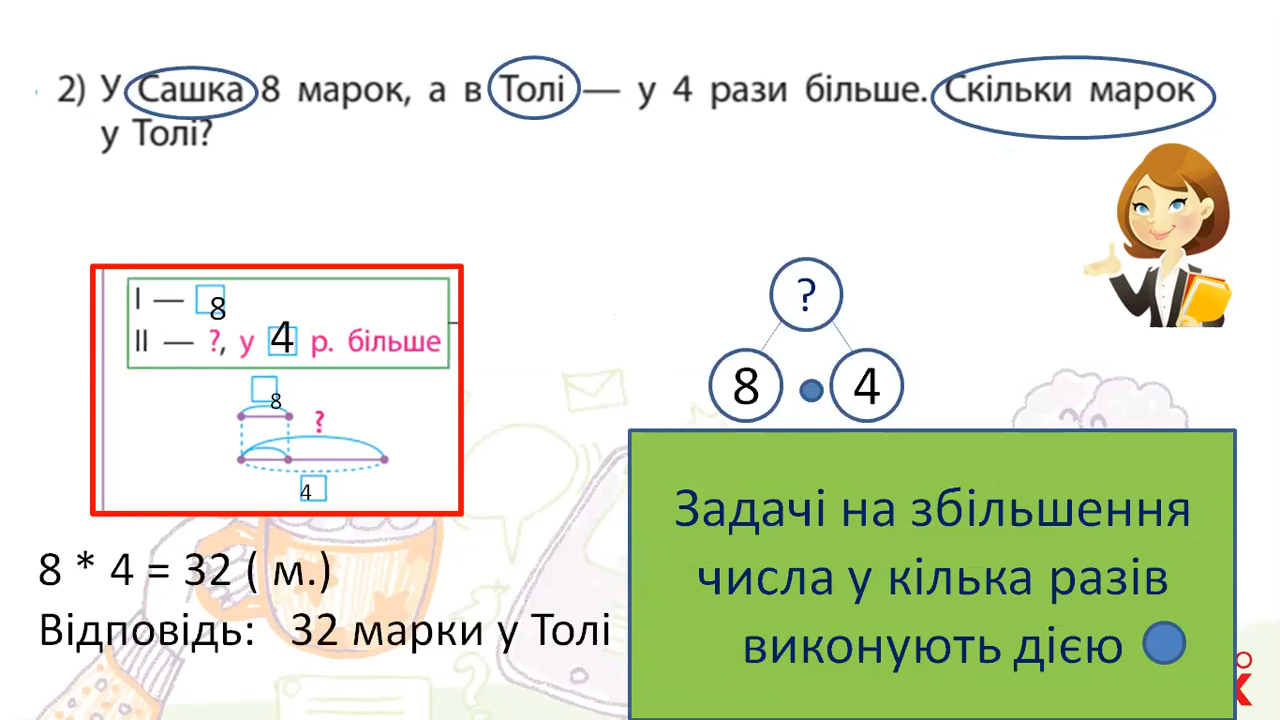 2) У Сашка 8 марок, а в Толі — у 4 рази більше. Скільки марок
у Толі?
І — 8
ІІ — ?, у 4 р. більше
8
?
4
?
8 • 4
8 * 4 = 32 ( м.)
Відповідь: 32 марки у Толі
Задачі на збільшення
числа у кілька разів
виконують дією